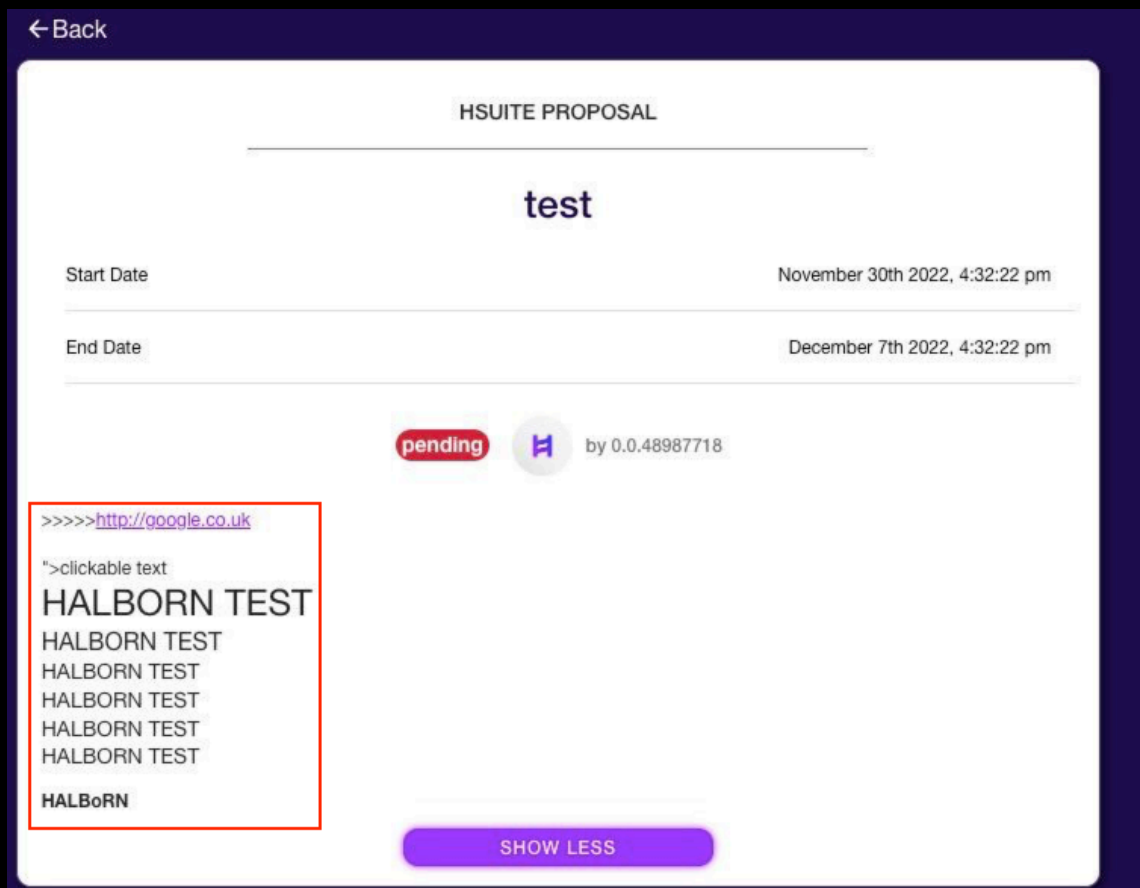 ←Back
HSUITE PROPOSAL
test
Start Date November 30th 2022, 4:32:22 pm
End Date December 7th 2022, 4:32:22 pm
pending by 0.0.48987718
>>>>>http://google.co.uk
">clickable text
HALBORN TEST
HALBORN TEST
HALBORN TEST
HALBORN TEST
HALBORN TEST
HALBORN TEST
HALBoRN
SHOW LESS